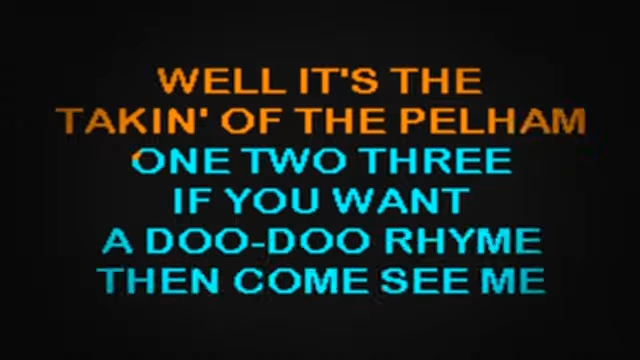 WELL IT'S THE
TAKIN' OF THE PELHAM
ONE TWO THREE
IF YOU WANT
A DOO-DOO RHYME
THEN COME SEE ME